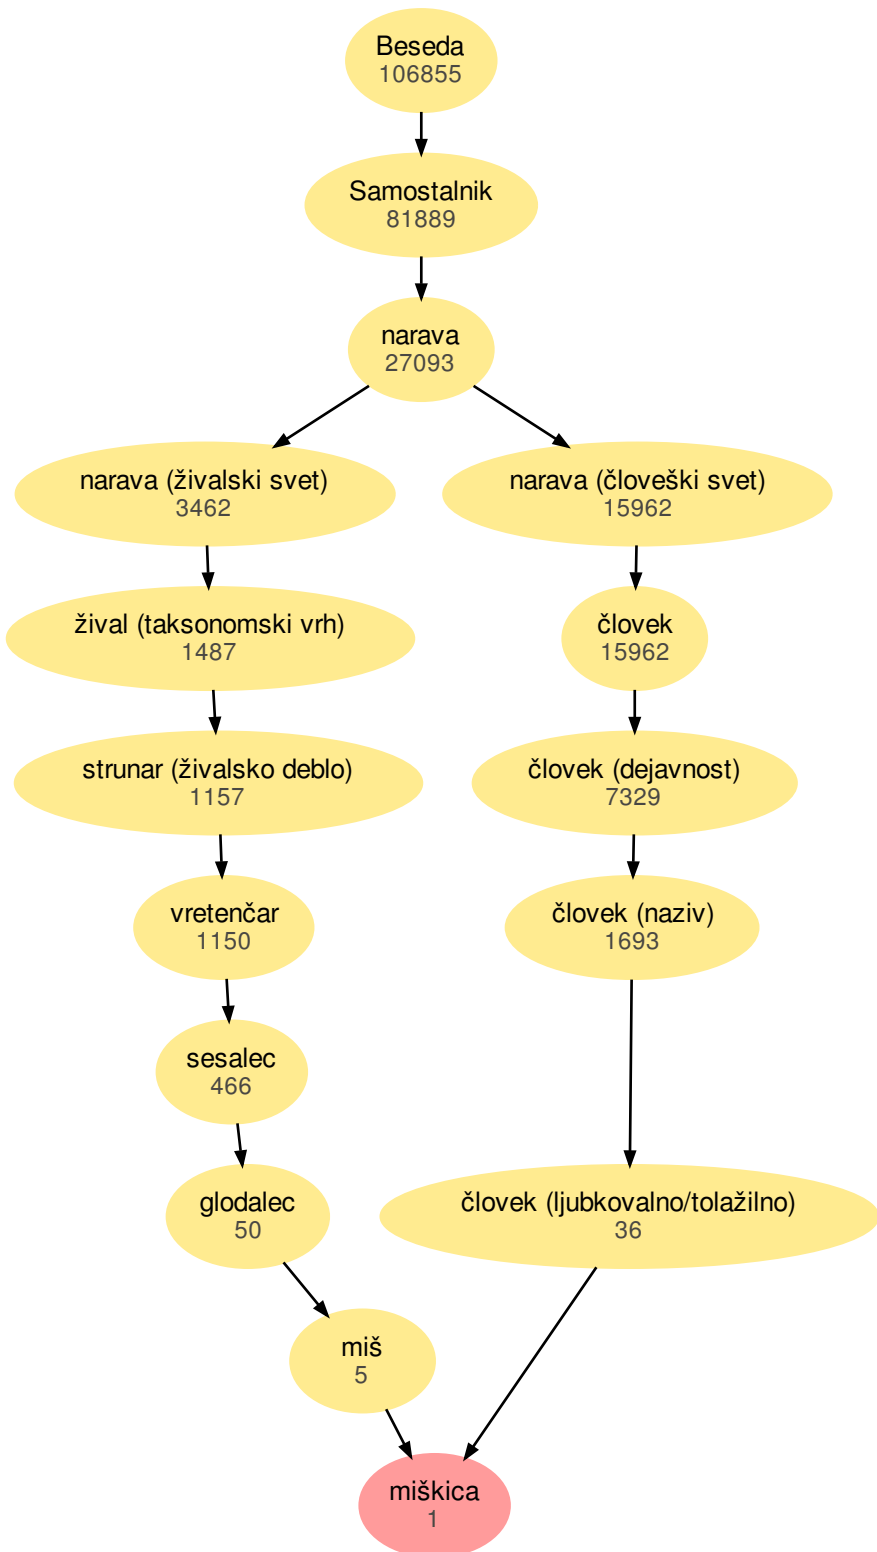 Beseda
106855
Samostalnik
81889
narava
27093
narava (živalski svet)
3462
narava (človeški svet)
15962
žival (taksonomski vrh)
1487
človek
15962
strunar (živalsko deblo)
1157
človek (dejavnost)
7329
vretenčar
1150
človek (naziv)
1693
sesalec
466
glodalec
50
človek (ljubkovalno/tolažilno)
36
miš
5
miškica
1